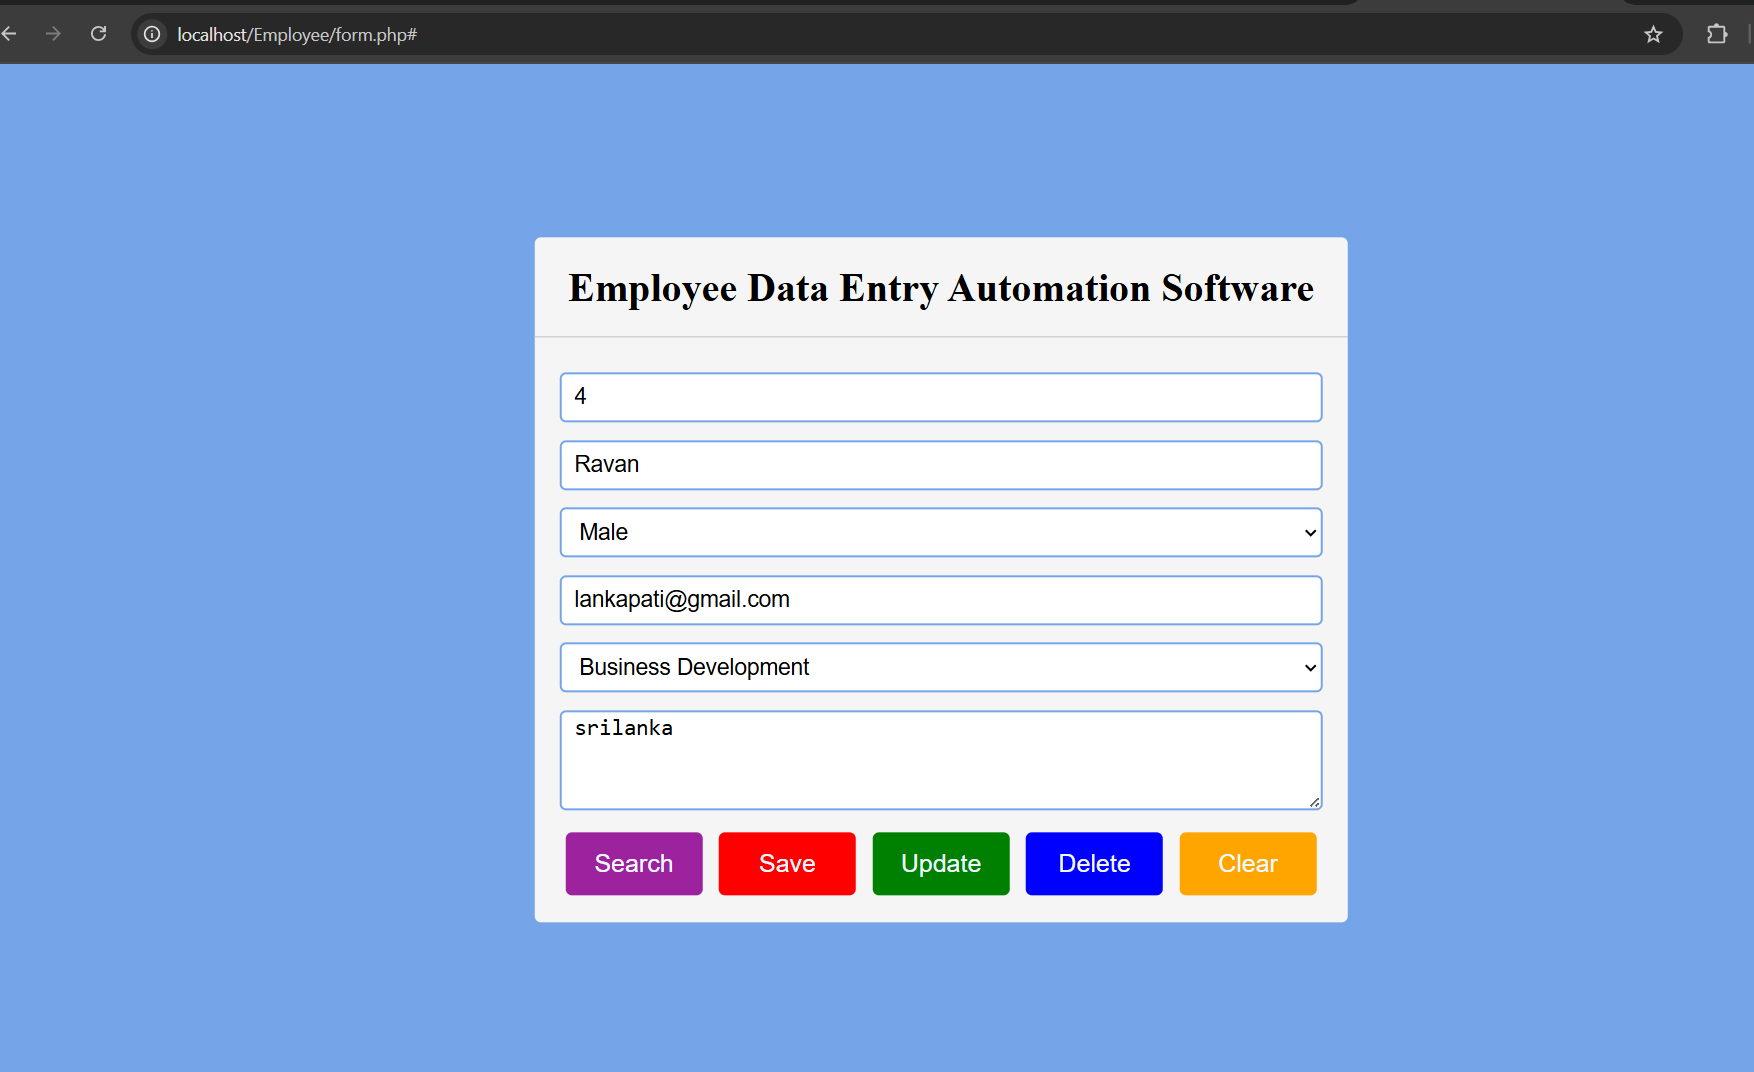 localhost/Employee/form.php#
Employee Data Entry Automation Software
4
Ravan
Male
lankapati@gmail.com
Business Development
srilanka
Search Save Update Delete Clear